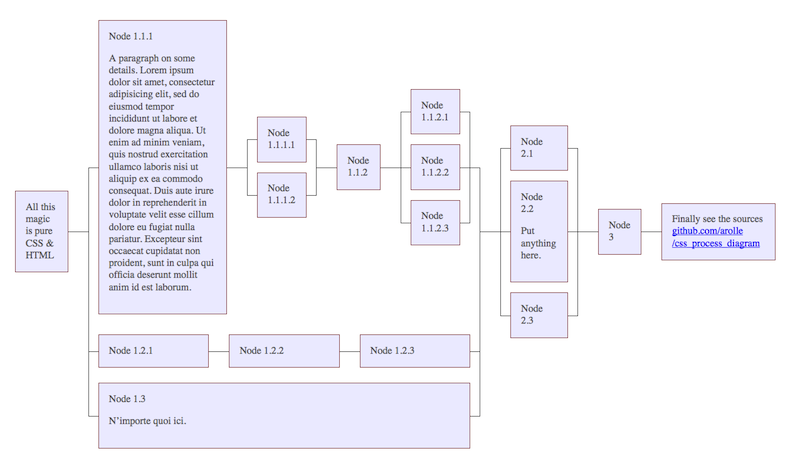 All this
magic
is pure
CSS &
HTML
Node 1.1.1
A paragraph on some
details. Lorem ipsum
dolor sit amet, consectetur
adipisicing elit, sed do
eiusmod tempor
incididunt ut labore et
dolore magna aliqua. Ut
enim ad minim veniam,
quis nostrud exercitation
ullamco laboris nisi ut
aliquip ex ea commodo
consequat. Duis aute irure
dolor in reprehenderit in
voluptate velit esse cillum
dolore eu fugiat nulla
pariatur. Excepteur sint
occaecat cupidatat non
proident, sunt in culpa qui
officia deserunt mollit
anim id est laborum.
Node
1.1.1.1
Node
1.1.1.2
Node
1.1.2
Node
1.1.2.1
Node
1.1.2.2
Node
1.1.2.3
Node 1.2.1
Node 1.2.2
Node 1.2.3
Node 1.3
N'importe quoi ici.
Node
2.1
Node
2.2
Put
anything
here.
Node
2.3
Node
3
Finally see the sources
github.com/arolle
/css_process_diagram